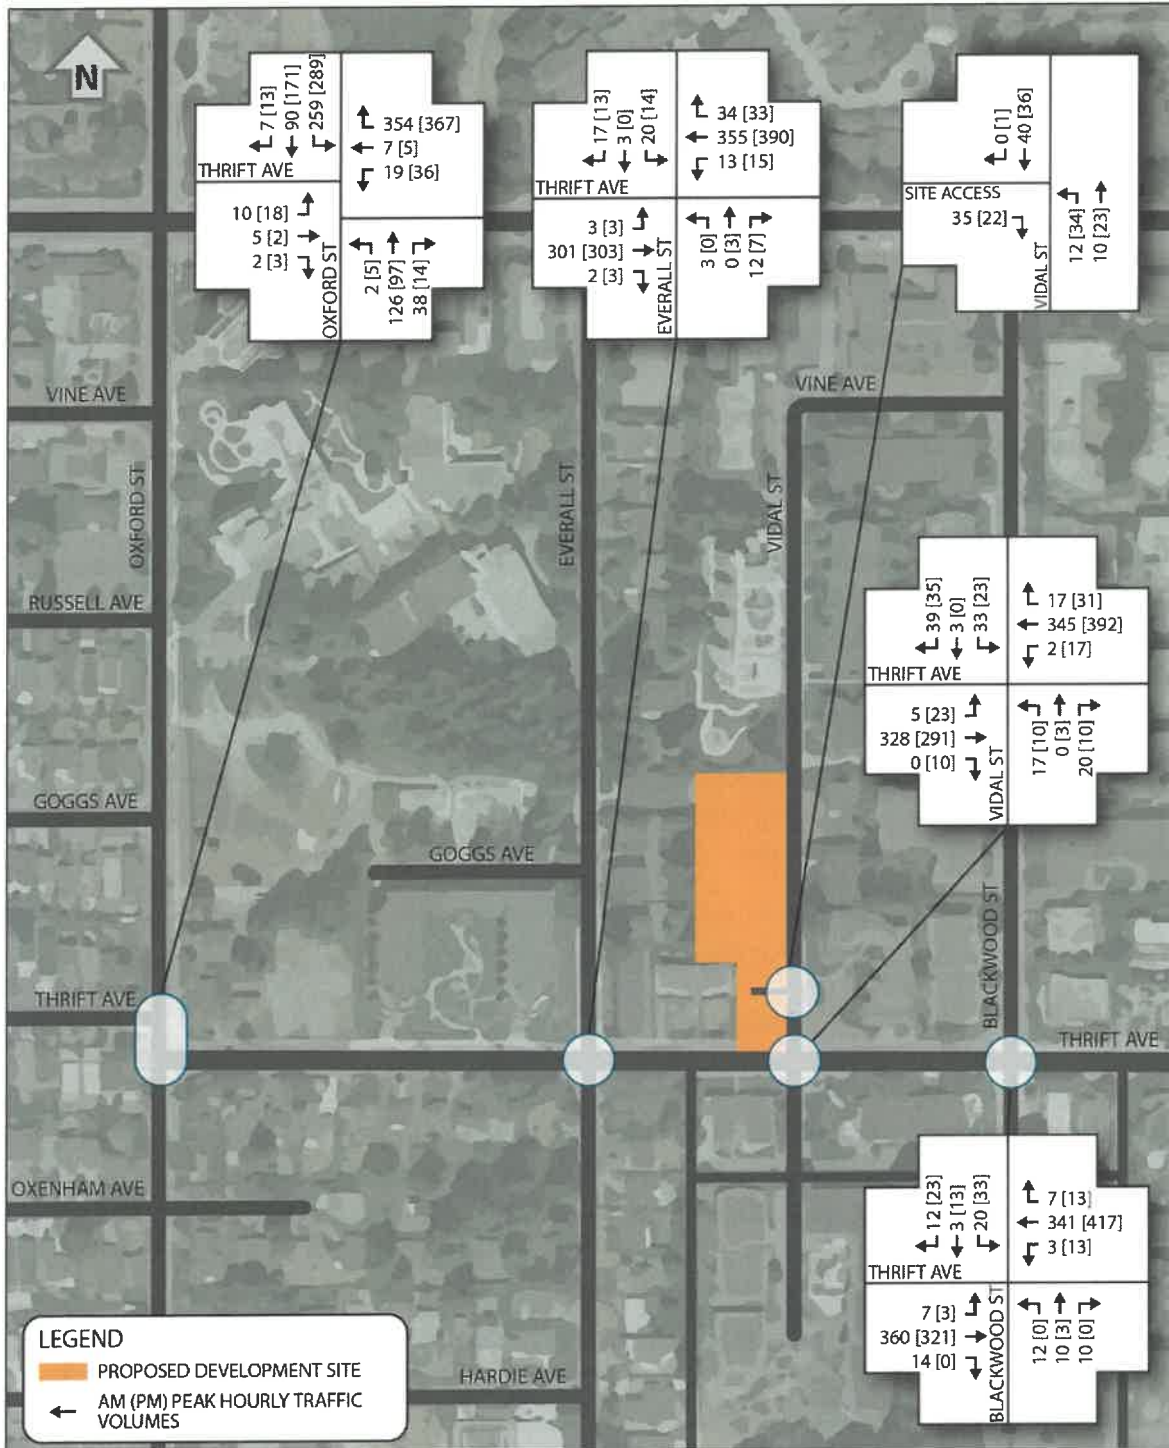 N
7 [13]
90 [171]
259 [289]
354 [367]
7 [5]
19 [36]
THRIFT AVE
10 [18]
5 [2]
2 [3]
OXFORD ST
2 [5]
126 [97]
38 [14]
17 [13]
3 [0]
20 [14]
34 [33]
355 [390]
13 [15]
THRIFT AVE
3 [3]
301 [303]
2 [3]
EVERALL ST
3 [0]
0 [3]
12 [7]
0 [1]
40 [36]
SITE ACCESS
35 [22]
VIDAL ST
12 [34]
10 [23]
VINE AVE
VINE AVE
OXFORD ST
EVERALL ST
VIDAL ST
RUSSELL AVE
39 [35]
3 [0]
33 [23]
17 [31]
345 [392]
2 [17]
THRIFT AVE
5 [23]
328 [291]
0 [10]
VIDAL ST
17 [10]
0 [3]
20 [10]
GOGGS AVE
GOGGS AVE
BLACKWOOD ST
THRIFT AVE
THRIFT AVE
OXENHAM AVE
12 [23]
3 [13]
20 [33]
7 [13]
341 [417]
3 [13]
THRIFT AVE
7 [3]
360 [321]
14 [0]
BLACKWOOD ST
12 [0]
10 [3]
10 [0]
HARDIE AVE
LEGEND
PROPOSED DEVELOPMENT SITE
AM (PM) PEAK HOURLY TRAFFIC
VOLUMES